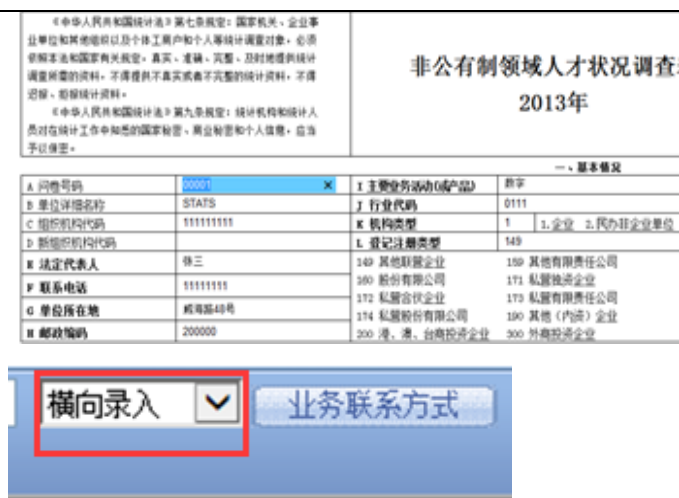 《中华人民共和国统计法》第七条规定：国家机关、企业事
业单位和其他组织以及个体工商户和个人等统计调查对象，必须
依照本法和国家有关规定，真实、准确、完整、及时地提供统计
调查所需的资料，不得提供不真实或者不完整的统计资料，不得
迟报、拒报统计资料。
《中华人民共和国统计法》第九条规定：统计机构和统计人
员对在统计工作中知悉的国家秘密、商业秘密和个人信息，应当
予以保密。
非公有制领域人才状况调查
2013年
一、基本情况
A 问卷号码 00001 ×
B 单位详细名称 STATS
C 组织机构代码 111111111
D 新组织机构代码
E 法定代表人 张三
F 联系电话 11111111
G 单位所在地 威海路48号
H 邮政编码 200000
I 主要业务活动(或产品) 数字
J 行业代码 0111
K 机构类型 1 1.企业 2.民办非企业单位
L 登记注册类型 149
149 其他联营企业 159 其他有限责任公司
160 股份有限公司 171 私营独资企业
172 私营合伙企业 173 私营有限责任公司
174 私营股份有限公司 190 其他（内资）企业
200 港、澳、台商投资企业 300 外商投资企业
横向录入 业务联系方式